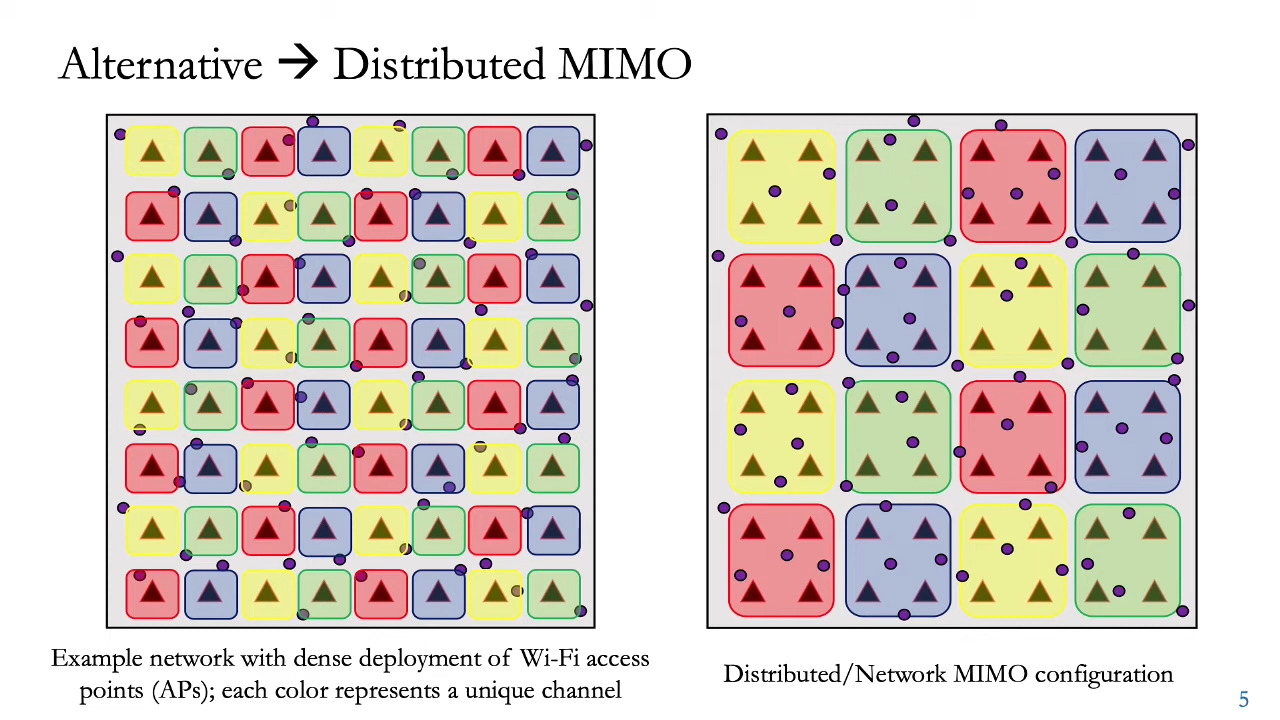 Alternative → Distributed MIMO
Example network with dense deployment of Wi-Fi access
points (APs); each color represents a unique channel
Distributed/Network MIMO configuration
5